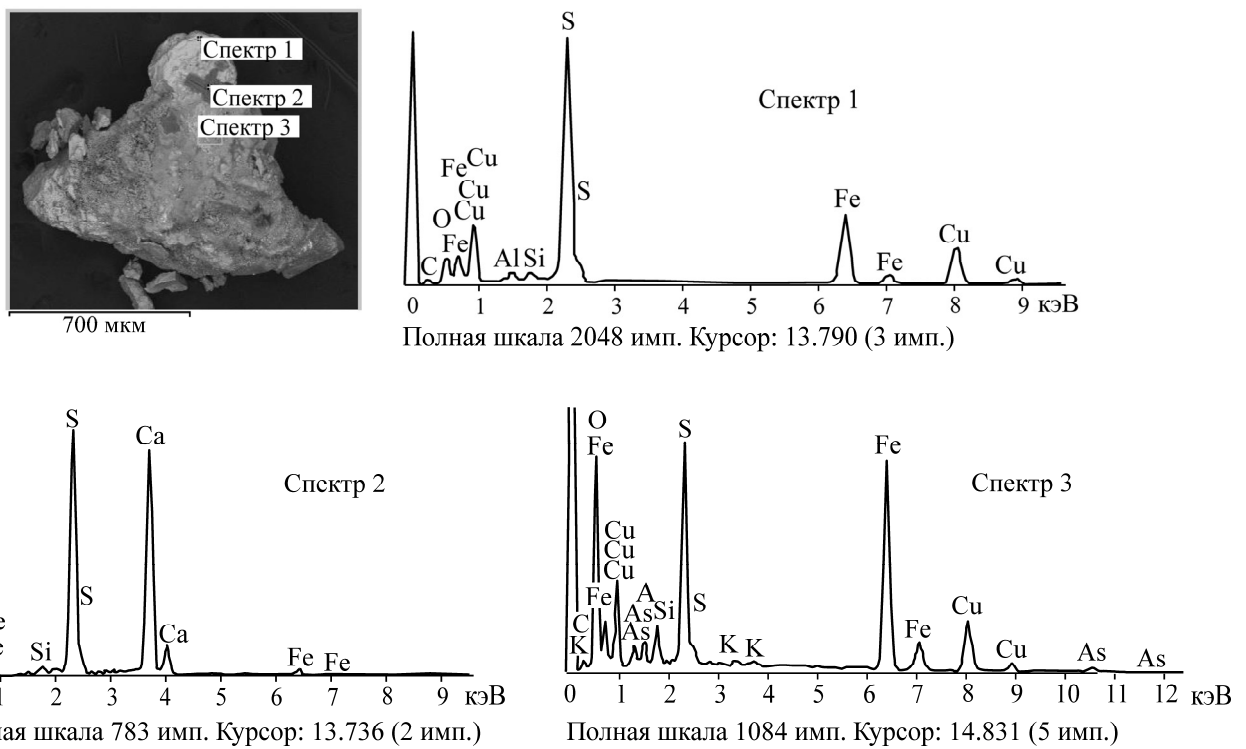 Спектр 1
Спектр 2
Спектр 3
700 мкм
S
Спектр 1
Fe Cu
Cu
S
O
Cu
Fe
Fe
C
Al Si
Fe
Cu
Cu
0 1 2 3 4 5 6 7 8 9 кэВ
Полная шкала 2048 имп. Курсор: 13.790 (3 имп.)
S
Ca
Спсктр 2
S
Si
Ca
Fe Fe
1 2 3 4 5 6 7 8 9 кэВ
ная шкала 783 имп. Курсор: 13.736 (2 имп.)
O
Fe
S
Fe
Спектр 3
Cu
Cu
Cu
Fe
A
As Si
S
C
As
K
K K
Fe
Cu
Cu
As
As
0 1 2 3 4 5 6 7 8 9 10 11 12 кэВ
Полная шкала 1084 имп. Курсор: 14.831 (5 имп.)